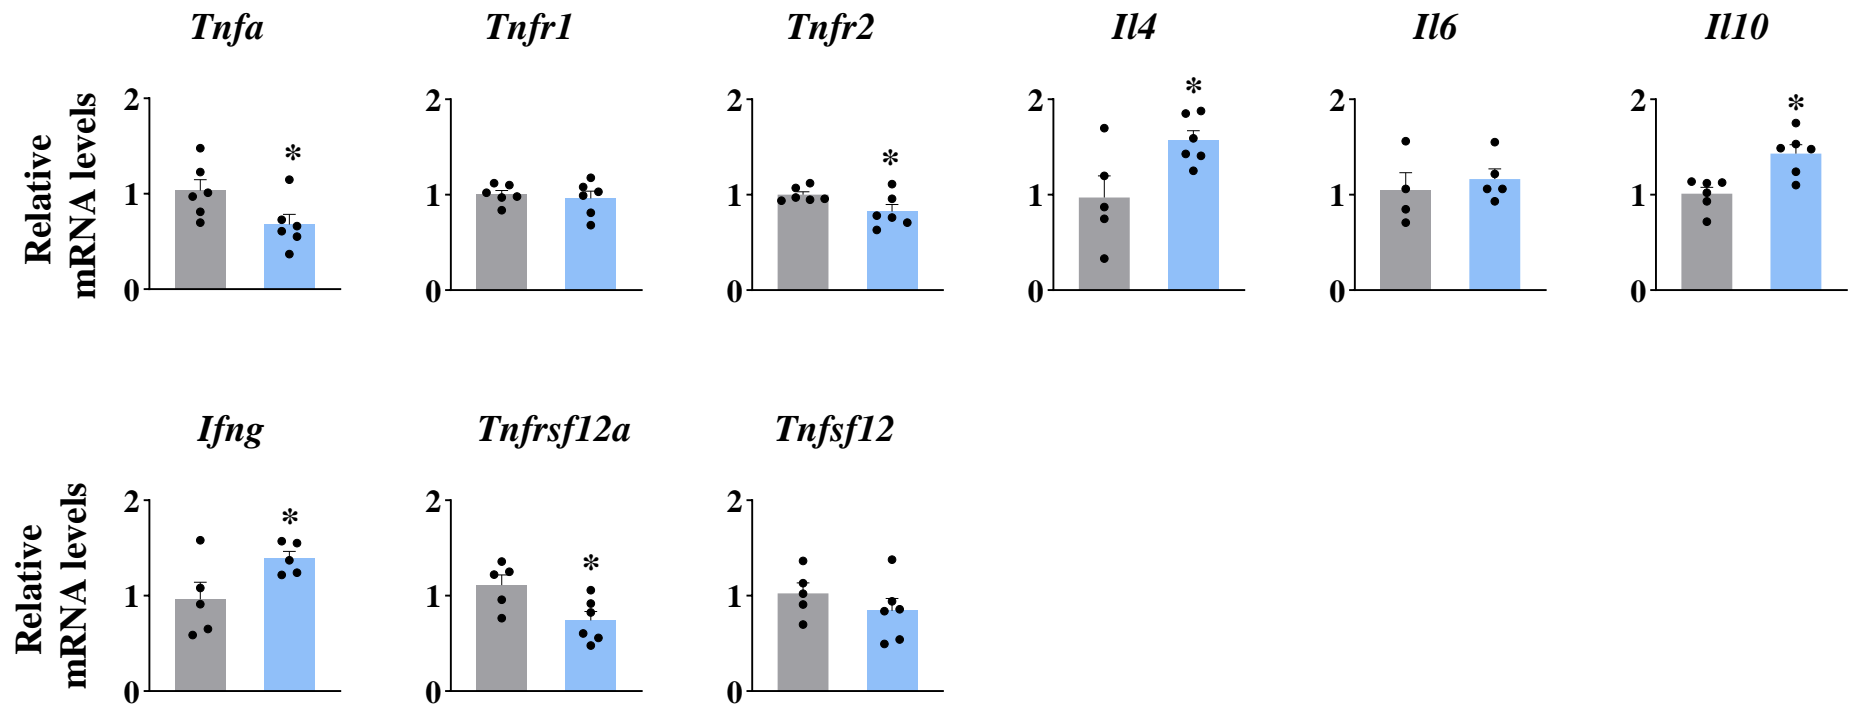 Tnfa Tnfr1 Tnfr2 Il4 Il6 Il10
Relative
mRNA levels
2 2 2 2 2 2
* * * *
1 1 1 1 1 1
0 0 0 0 0 0
Ifng Tnfrsf12a Tnfsf12
Relative
mRNA levels
2 2 2
* *
1 1 1
0 0 0